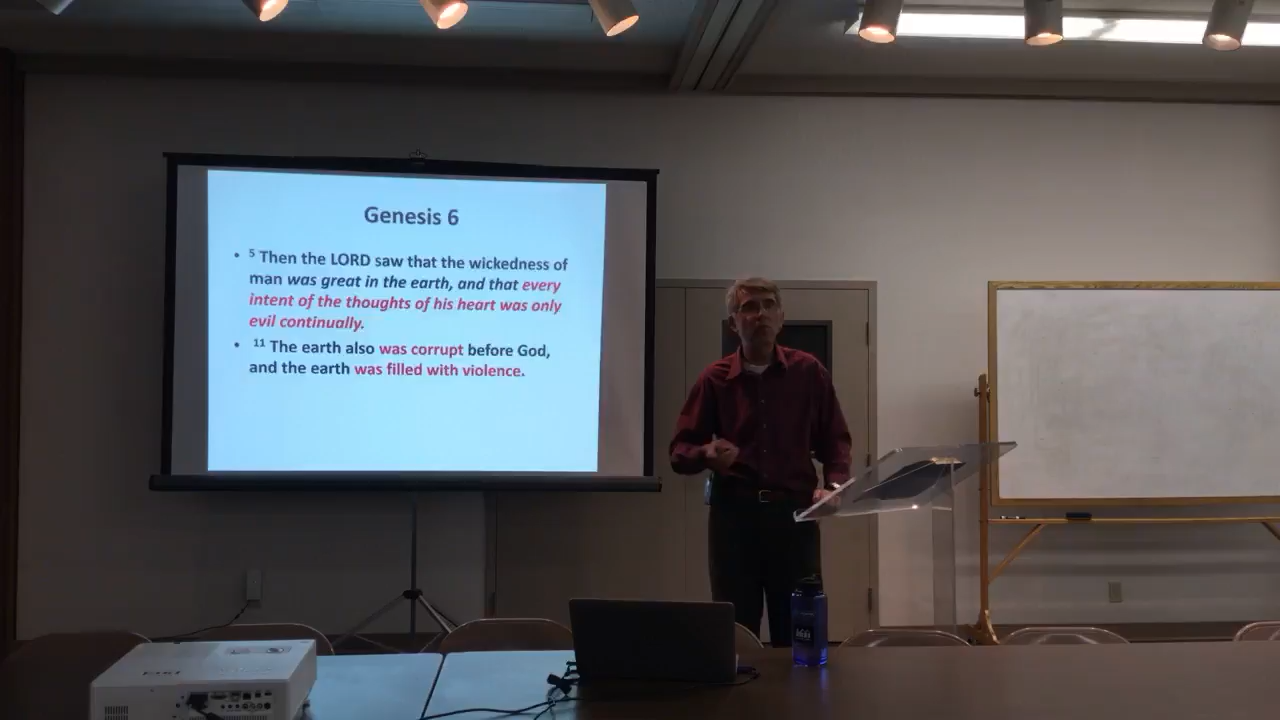 Genesis 6
• ⁵ Then the LORD saw that the wickedness of
man was great in the earth, and that every
intent of the thoughts of his heart was only
evil continually.
• ¹¹ The earth also was corrupt before God,
and the earth was filled with violence.